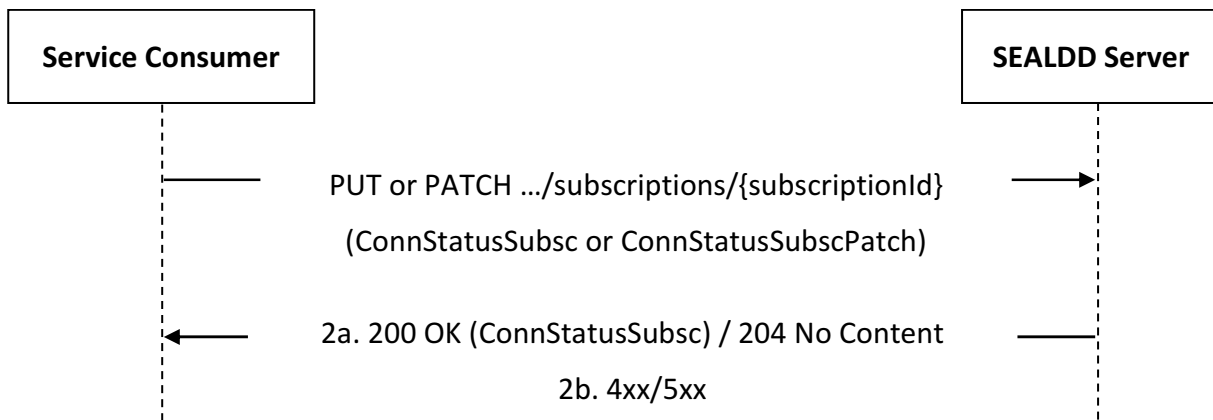 Service Consumer
SEALDD Server
PUT or PATCH …/subscriptions/{subscriptionId}
(ConnStatusSubsc or ConnStatusSubscPatch)
2a. 200 OK (ConnStatusSubsc) / 204 No Content
2b. 4xx/5xx